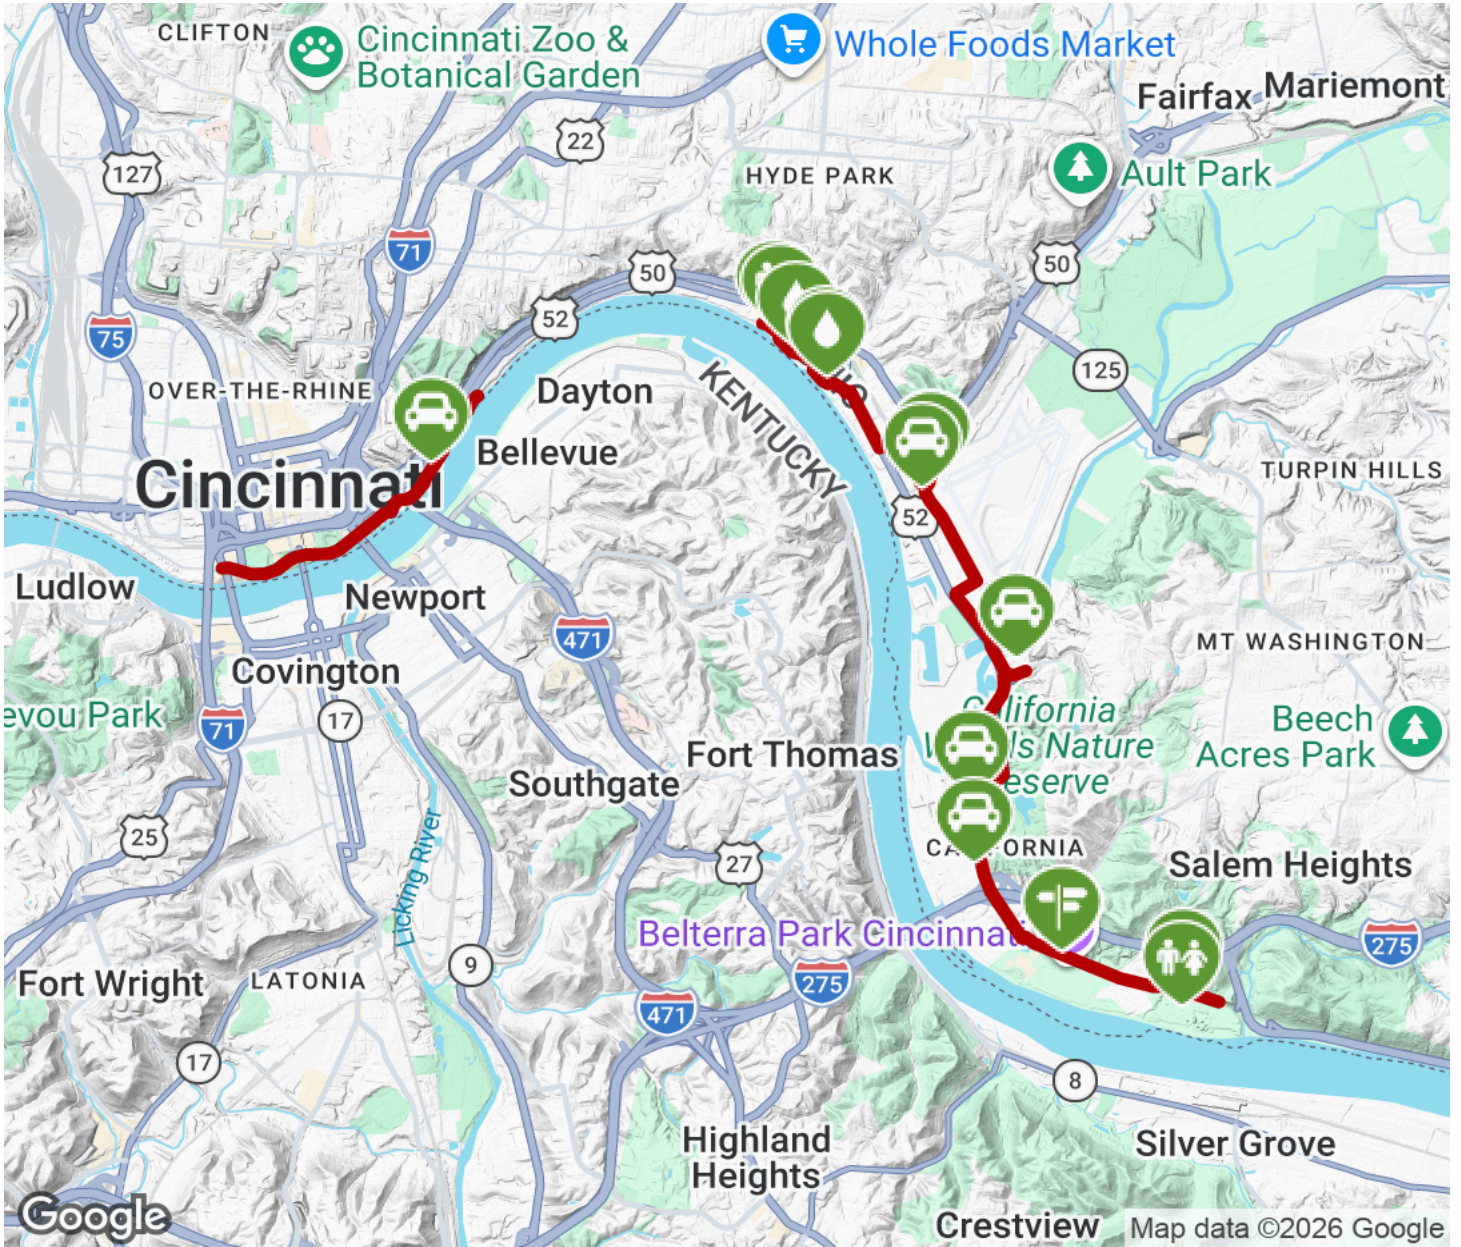 CLIFTON
Cincinnati Zoo &
Botanical Garden
Whole Foods Market
Fairfax
Mariemont
22
127
HYDE PARK
Ault Park
71
50
50
52
75
125
OVER-THE-RHINE
Dayton
KENTUCKY
Bellevue
Cincinnati
TURPIN HILLS
52
Ludlow
Newport
471
MT WASHINGTON
Covington
evou Park
17
71
California
Nature
eserve
Beech
Acres Park
Fort Thomas
Southgate
25
Licking River
27
Salem Heights
Belterra Park Cincinnati
275
275
9
Fort Wright
LATONIA
471
17
8
Highland
Heights
Silver Grove
Crestview
Google
Map data ©2026 Google